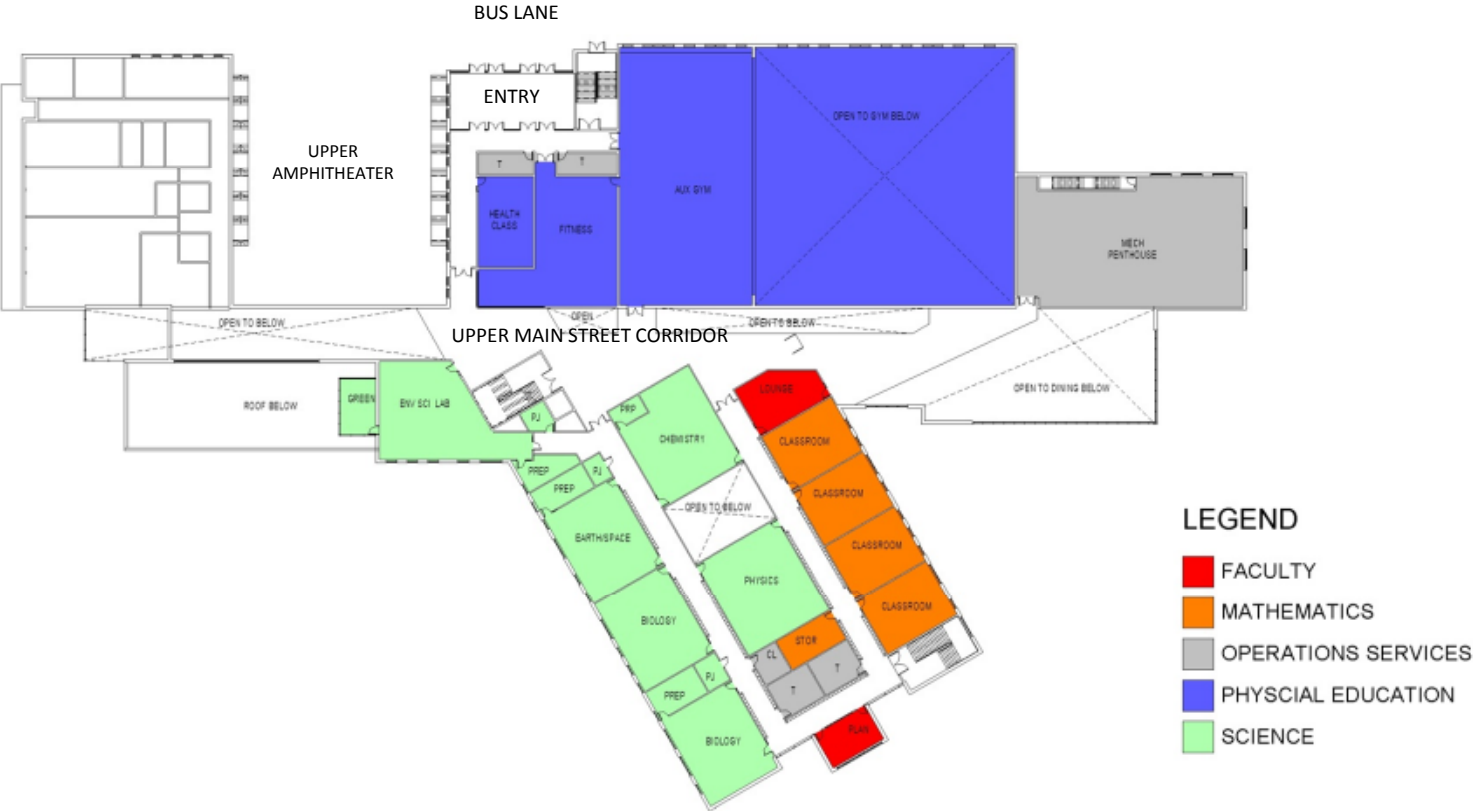 BUS LANE
ENTRY
UPPER
AMPHITHEATER
OPEN TO GYM BELOW
T
T
AUX GYM
HEALTH
CLASS
FITNESS
MECH
PENTHOUSE
OPEN TO BELOW
OPEN
OPEN TO BELOW
UPPER MAIN STREET CORRIDOR
OPEN TO DINING BELOW
ROOF BELOW
GREEN
ENV SCI LAB
PJ
PRP
CHEMISTRY
LOUNGE
CLASSROOM
PREP
PJ
PREP
CLASSROOM
OPEN TO BELOW
EARTH/SPACE
CLASSROOM
PHYSICS
CLASSROOM
BIOLOGY
STOR
CL
T
T
PJ
PREP
BIOLOGY
PLAN
LEGEND
FACULTY
MATHEMATICS
OPERATIONS SERVICES
PHYSCIAL EDUCATION
SCIENCE